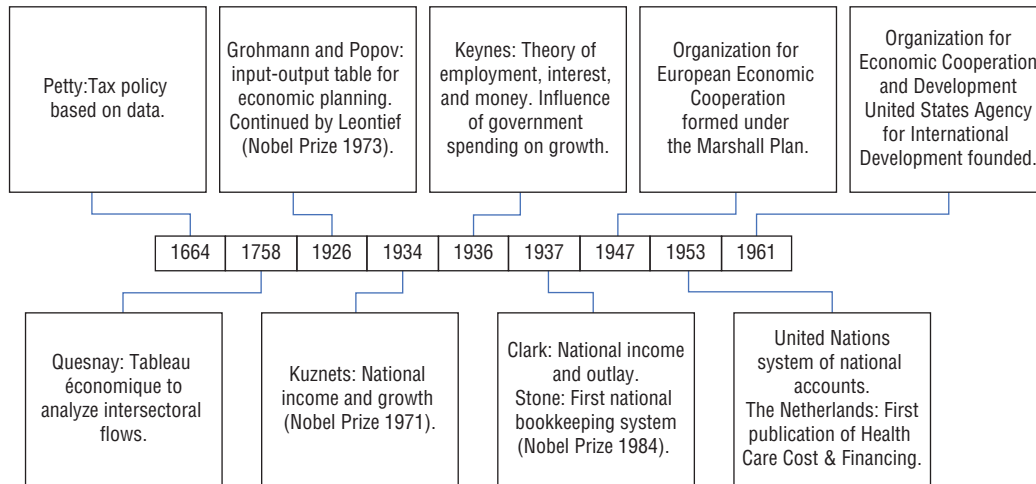 Petty:Tax policy
based on data.
Grohmann and Popov:
input-output table for
economic planning.
Continued by Leontief
(Nobel Prize 1973).
Keynes: Theory of
employment, interest,
and money. Influence
of government
spending on growth.
Organization for
European Economic
Cooperation
formed under
the Marshall Plan.
Organization for
Economic Cooperation
and Development
United States Agency
for International
Development founded.
1664 1758 1926 1934 1936 1937 1947 1953 1961
Quesnay: Tableau
économique to
analyze intersectoral
flows.
Kuznets: National
income and growth
(Nobel Prize 1971).
Clark: National income
and outlay.
Stone: First national
bookkeeping system
(Nobel Prize 1984).
United Nations
system of national
accounts.
The Netherlands: First
publication of Health
Care Cost & Financing.